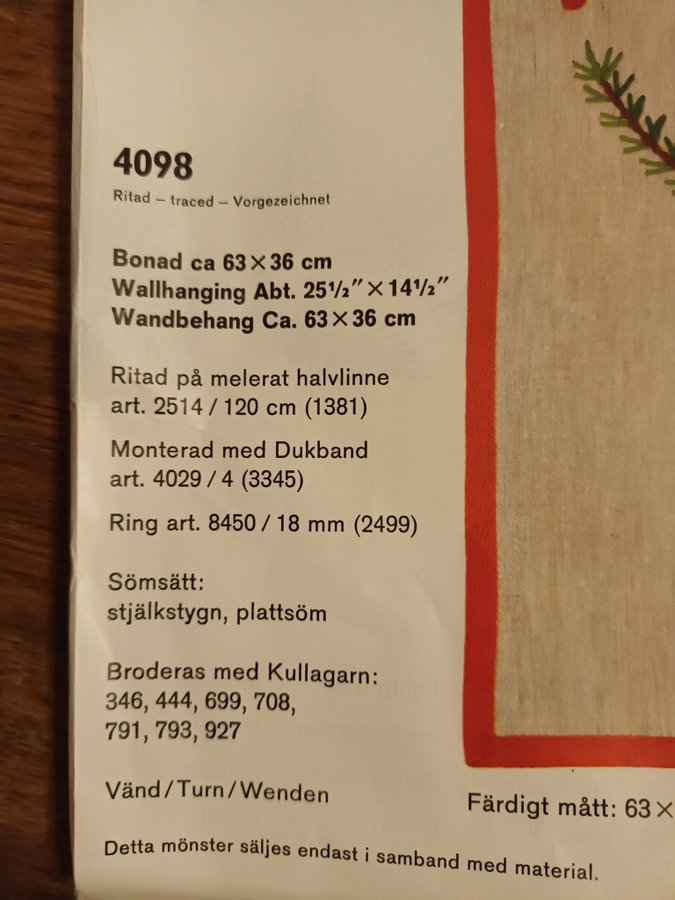 4098
Ritad – traced – Vorgezeichnet
Bonad ca 63×36 cm
Wallhanging Abt. 25½″×14½″
Wandbehang Ca. 63×36 cm
Ritad på melerat halvlinne
art. 2514/120 cm (1381)
Monterad med Dukband
art. 4029/4 (3345)
Ring art. 8450/18 mm (2499)
Sömsätt:
stjälkstygn, plattsöm
Broderas med Kullagarn:
346, 444, 699, 708,
791, 793, 927
Vänd/Turn/Wenden
Färdigt mått: 63×
Detta mönster säljes endast i samband med material.